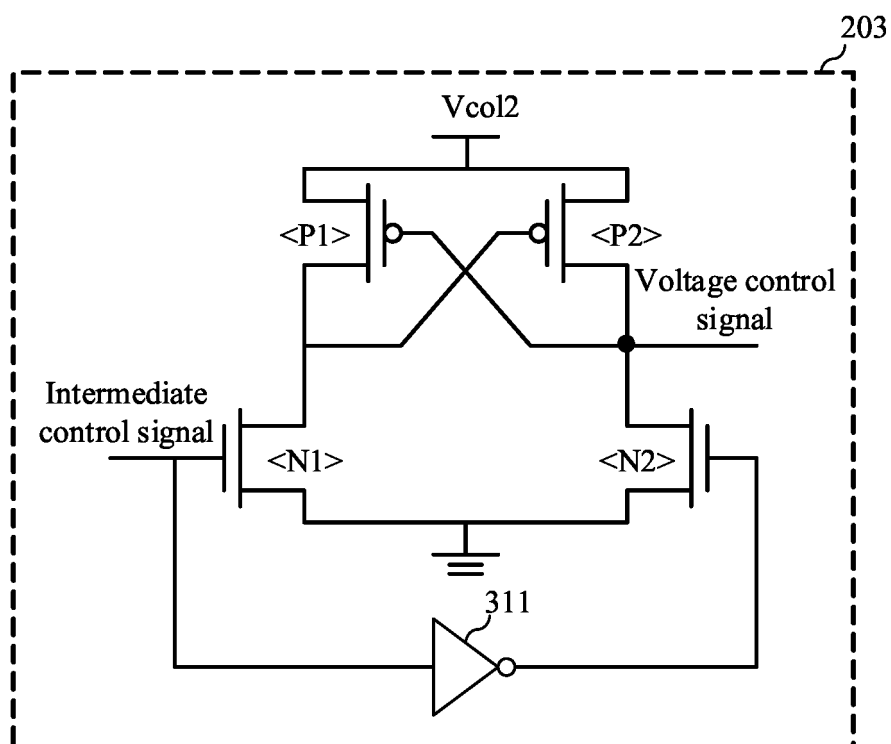 203
Vcol2
<P1>
<P2>
Voltage control
signal
Intermediate
control signal
<N1>
<N2>
311